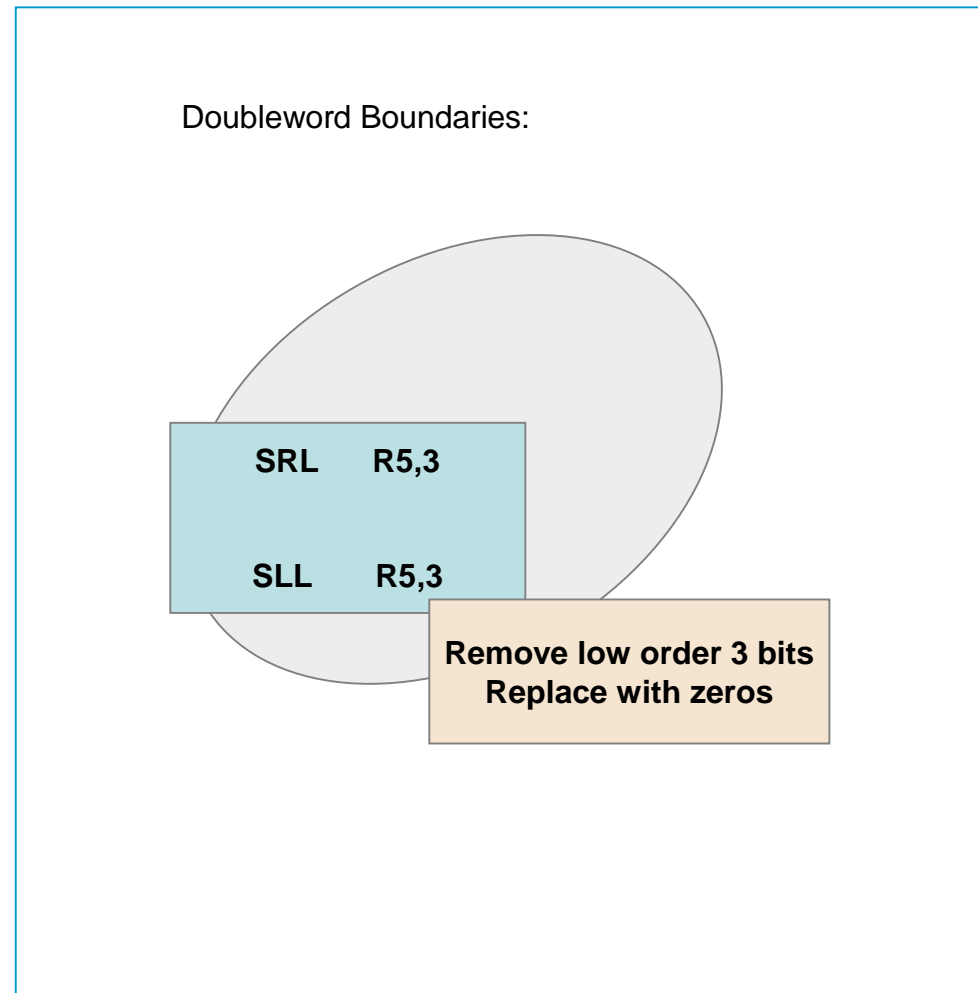 Doubleword Boundaries:
SRL R5,3
SLL R5,3
Remove low order 3 bits
Replace with zeros